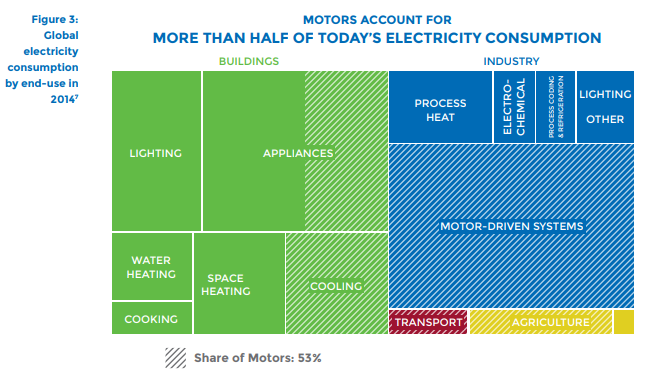 Figure 3:
Global
electricity
consumption
by end-use in
2014⁷
MOTORS ACCOUNT FOR
MORE THAN HALF OF TODAY'S ELECTRICITY CONSUMPTION
BUILDINGS
INDUSTRY
LIGHTING
APPLIANCES
WATER
HEATING
COOKING
SPACE
HEATING
COOLING
PROCESS
HEAT
ELECTRO-
CHEMICAL
PROCESS CODING
& REFRIGERATION
LIGHTING
OTHER
MOTOR-DRIVEN SYSTEMS
TRANSPORT
AGRICULTURE
Share of Motors: 53%